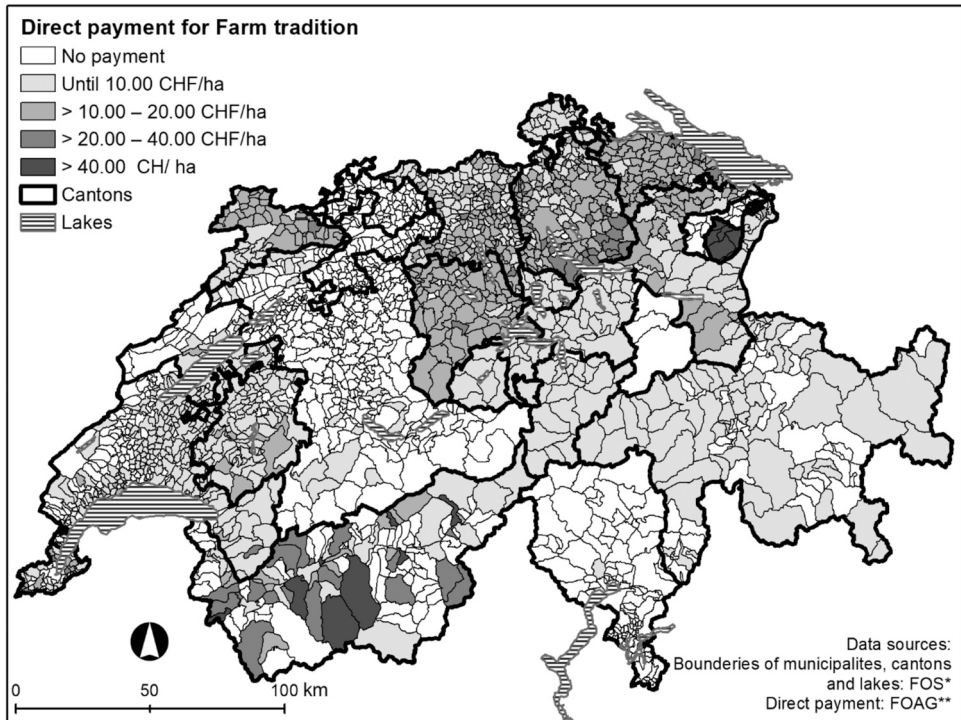 Direct payment for Farm tradition
No payment
Until 10.00 CHF/ha
> 10.00 – 20.00 CHF/ha
> 20.00 – 40.00 CHF/ha
> 40.00 CH/ ha
Cantons
Lakes
0 50 100 km
Data sources:
Bounderies of municipalites, cantons
and lakes: FOS*
Direct payment: FOAG**